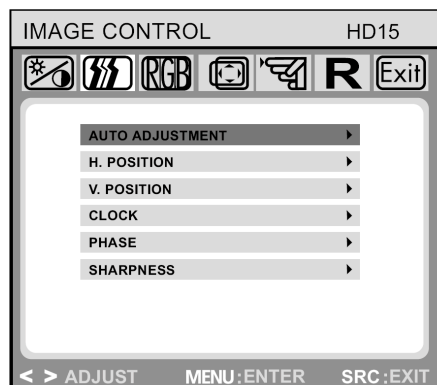 IMAGE CONTROL HD15
RGB R Exit
AUTO ADJUSTMENT
H. POSITION
V. POSITION
CLOCK
PHASE
SHARPNESS
< > ADJUST MENU:ENTER SRC:EXIT